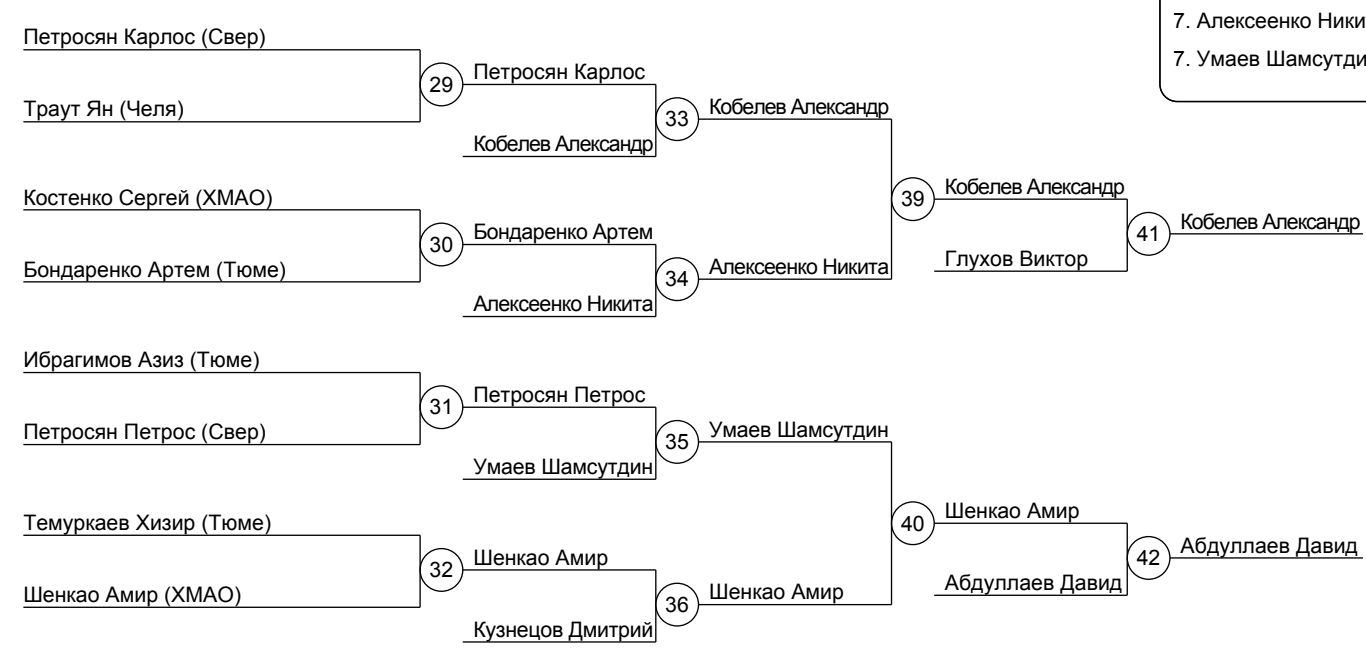 7. Алексеенко
7. Умаев
Петросян Карлос (Свер)
Траут Ян (Челя)
29
Петросян Карлос
Кобелев Александр
33
Кобелев Александр
Костенко Сергей (ХМАО)
Бондаренко Артем (Тюме)
30
Бондаренко Артем
Алексеенко Никита
34
Алексеенко Никита
39
Кобелев Александр
Глухов Виктор
41
Кобелев Александр
Ибрагимов Азиз (Тюме)
Петросян Петрос (Свер)
31
Петросян Петрос
Умаев Шамсутдин
35
Умаев Шамсутдин
Темуркаев Хизир (Тюме)
Шенкао Амир (ХМАО)
32
Шенкао Амир
Кузнецов Дмитрий
36
Шенкао Амир
40
Шенкао Амир
Абдуллаев Давид
42
Абдуллаев Давид